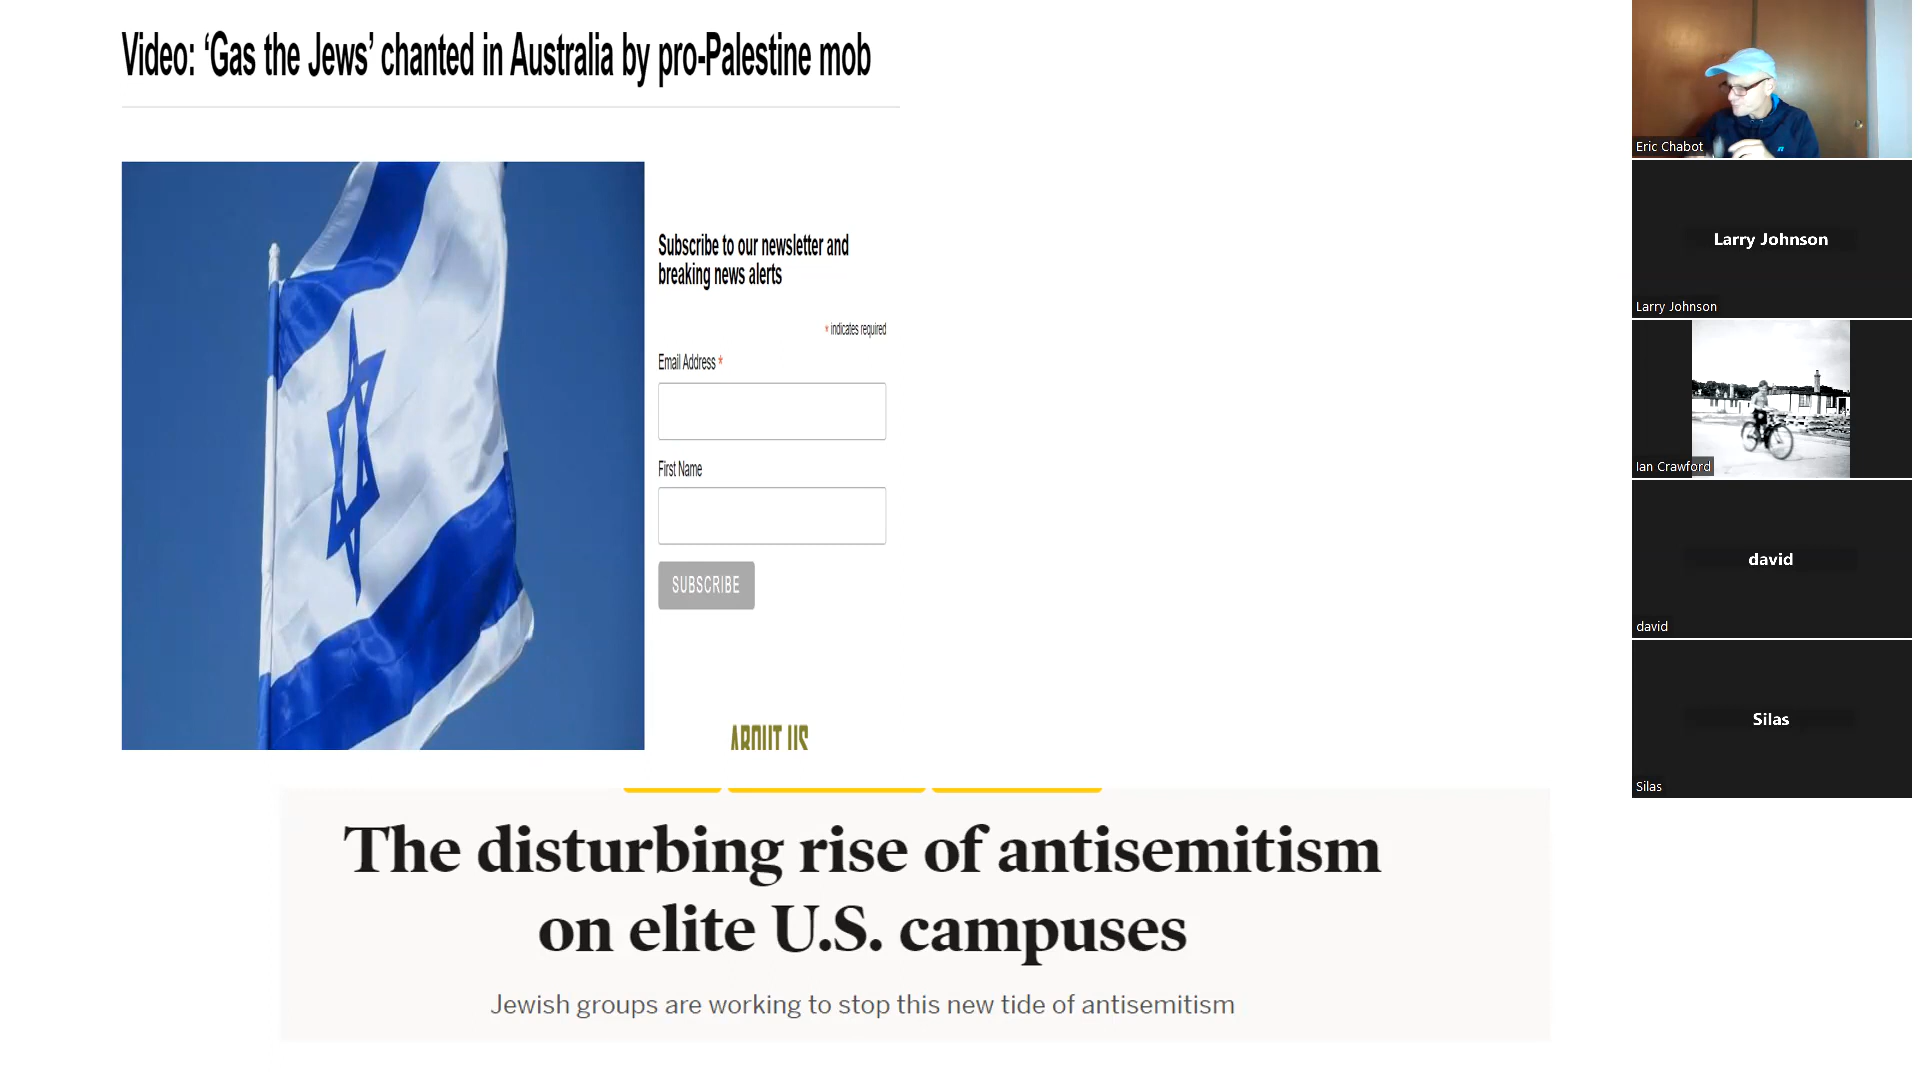 Video: ‘Gas the Jews’ chanted in Australia by pro-Palestine mob
Subscribe to our newsletter and
breaking news alerts
* indicates required
Email Address *
First Name
SUBSCRIBE
ABOUT US
The disturbing rise of antisemitism
on elite U.S. campuses
Jewish groups are working to stop this new tide of antisemitism
Eric Chabot
Larry Johnson
Larry Johnson
Ian Crawford
david
david
Silas
Silas